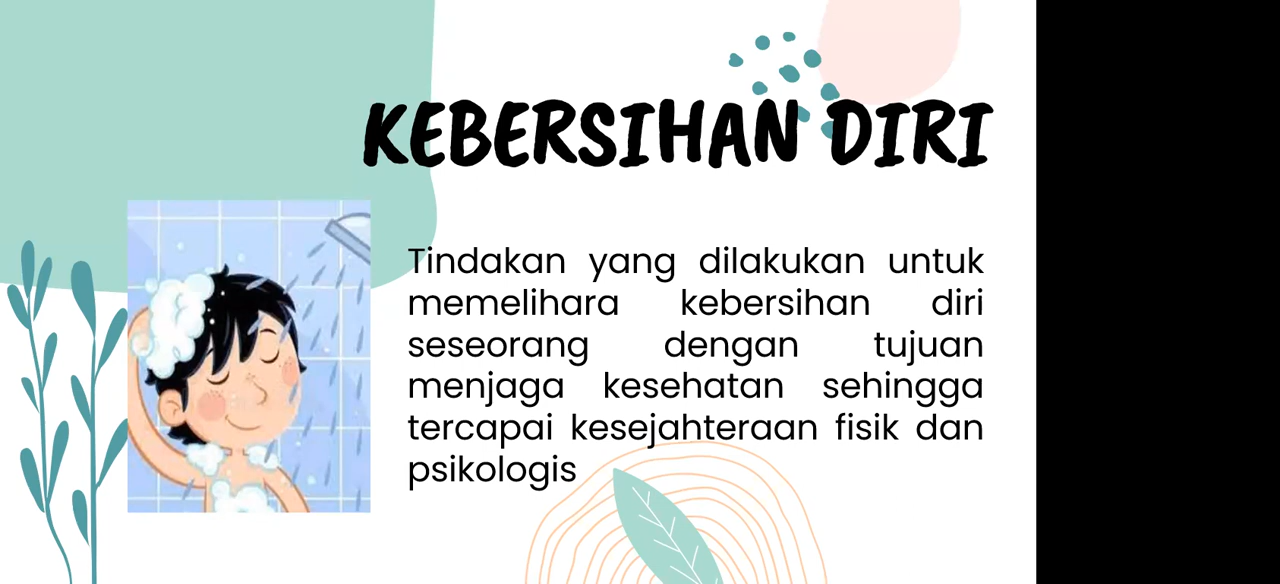 KEBERSIHAN DIRI
Tindakan yang dilakukan untuk
memelihara kebersihan diri
seseorang dengan tujuan
menjaga kesehatan sehingga
tercapai kesejahteraan fisik dan
psikologis